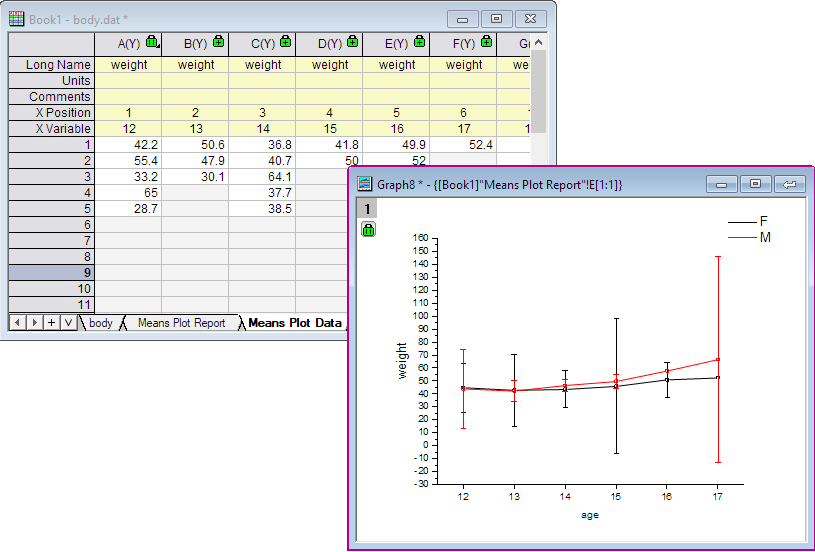 Book1 - body.dat *
A(Y) B(Y) C(Y) D(Y) E(Y) F(Y)
Long Name weight weight weight weight weight weight
Units
Comments
X Position 1 2 3 4 5 6
X Variable 12 13 14 15 16 17
1 42.2 50.6 36.8 41.8 49.9 52.4
2 55.4 47.9 40.7 50 52
3 33.2 30.1 64.1
4 65 37.7
5 28.7 38.5
6
7
8
9
10
11
body Means Plot Report Means Plot Data
Graph8 * - {[Book1]"Means Plot Report"!E[1:1]}
1
F
M
160
150
140
130
120
110
100
90
80
70
60
50
40
30
20
10
0
-10
-20
-30
weight
12 13 14 15 16 17
age